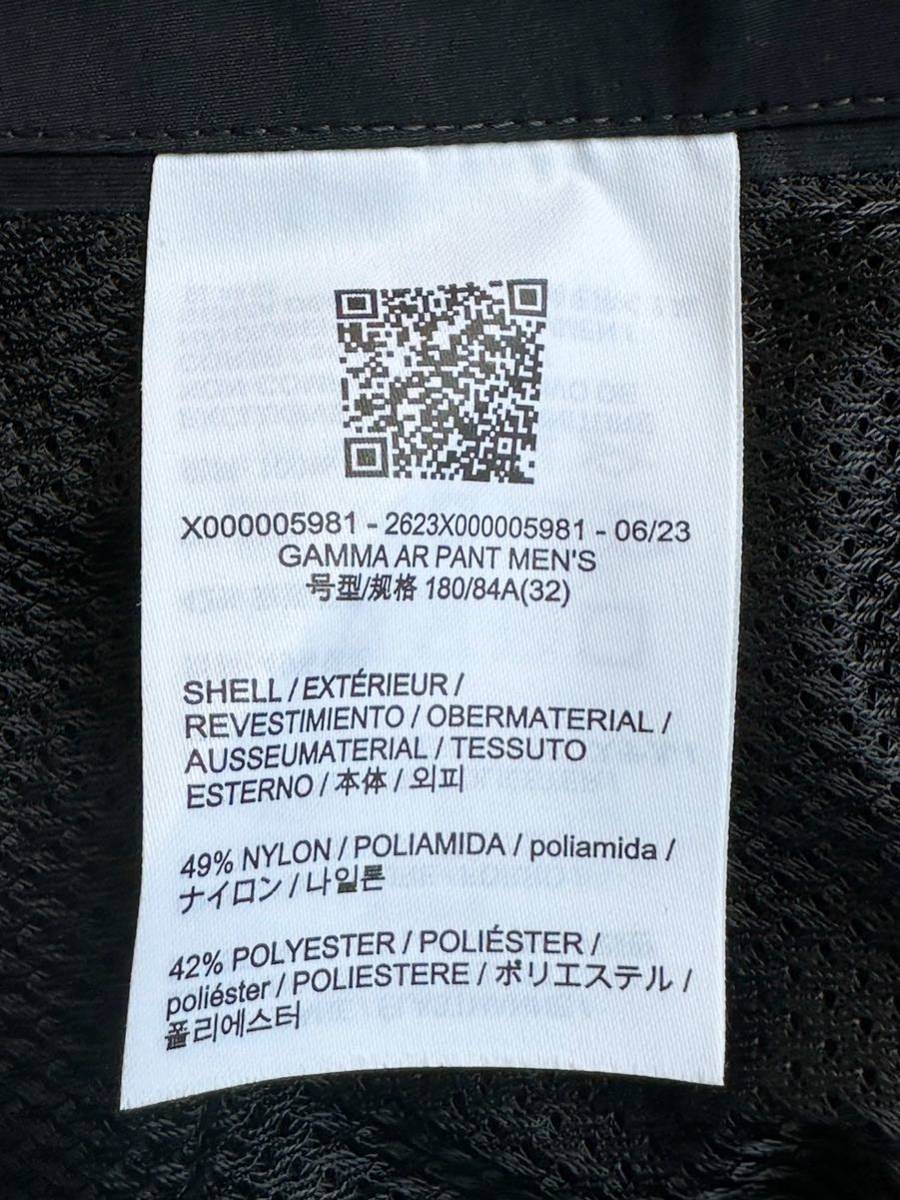 X000005981 - 2623X000005981 - 06/23
GAMMA AR PANT MEN'S
号型/规格 180/84A(32)
SHELL / EXTÉRIEUR /
REVESTIMIENTO / OBERMATERIAL /
AUSSEUMATERIAL / TESSUTO
ESTERNO / 本体 / 외피
49% NYLON / POLIAMIDA / poliamida /
ナイロン / 나일론
42% POLYESTER / POLIÉSTER /
poliéster / POLIESTERE / ポリエステル /
폴리에스터